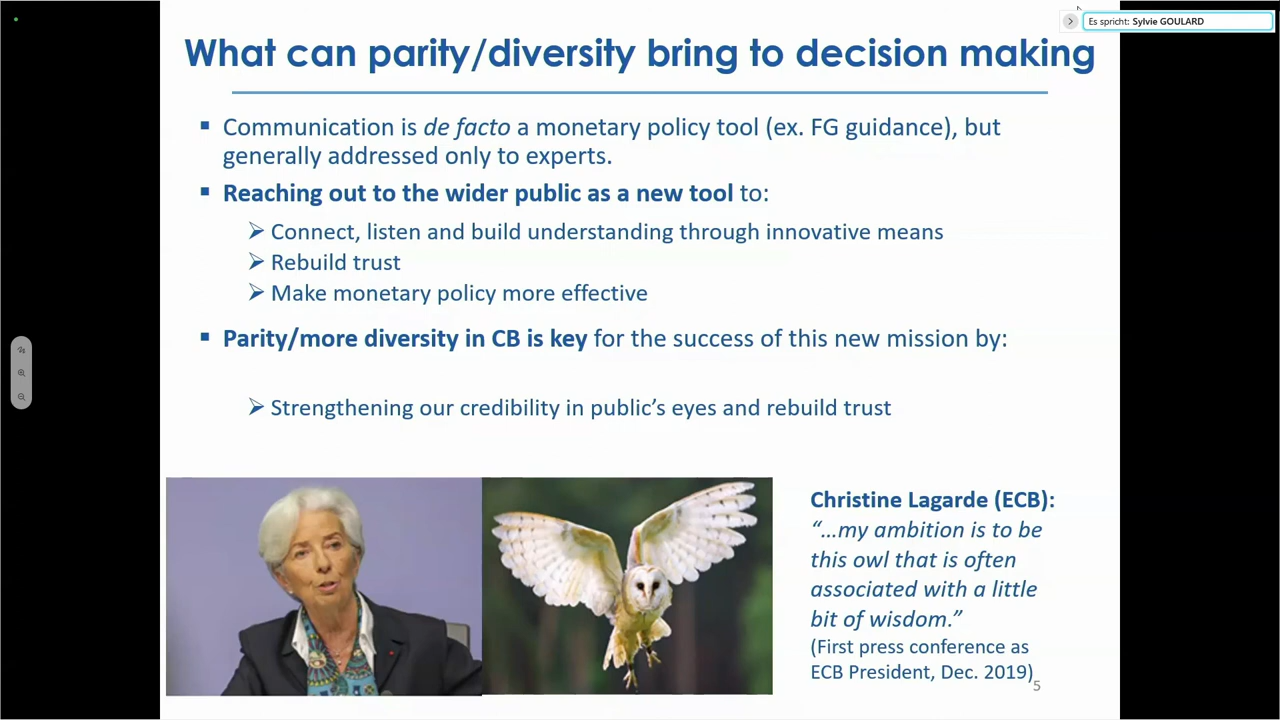 Es spricht: Sylvie GOULARD
What can parity/diversity bring to decision making
Communication is de facto a monetary policy tool (ex. FG guidance), but
generally addressed only to experts.
Reaching out to the wider public as a new tool to:
Connect, listen and build understanding through innovative means
Rebuild trust
Make monetary policy more effective
Parity/more diversity in CB is key for the success of this new mission by:
Strengthening our credibility in public's eyes and rebuild trust
Christine Lagarde (ECB):
“…my ambition is to be
this owl that is often
associated with a little
bit of wisdom.”
(First press conference as
ECB President, Dec. 2019)
5